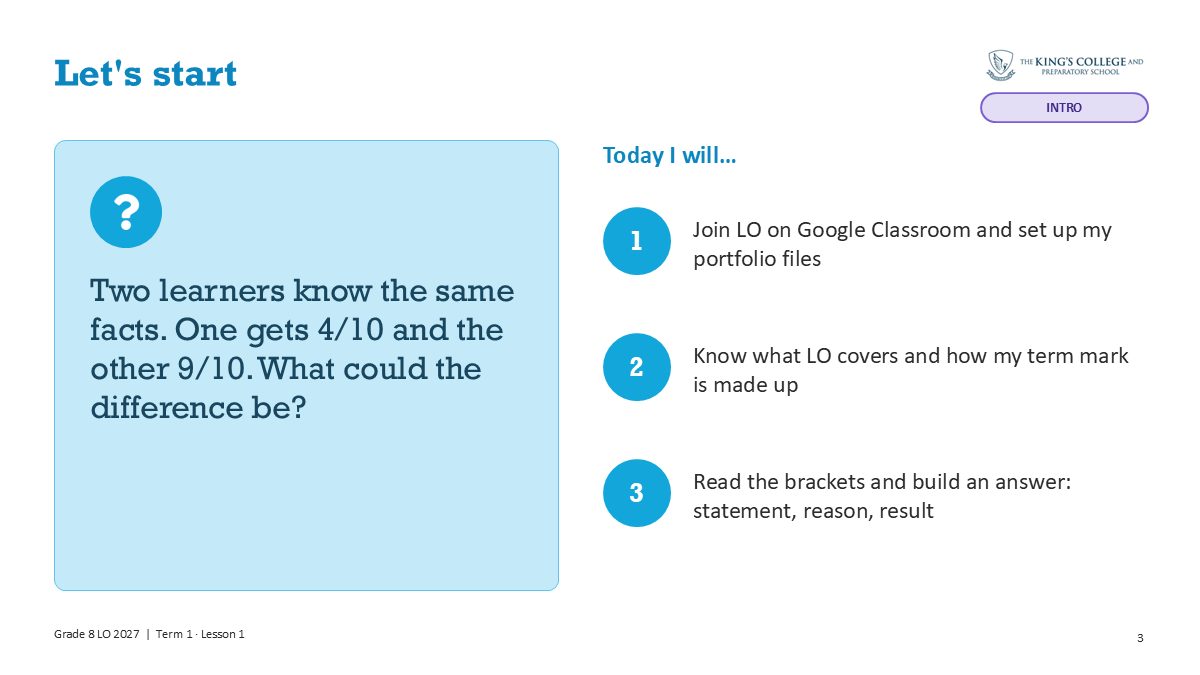 Let's start
THE KING'S COLLEGE AND
PREPARATORY SCHOOL
INTRO
?
Two learners know the same
facts. One gets 4/10 and the
other 9/10. What could the
difference be?
Today I will...
1
Join LO on Google Classroom and set up my
portfolio files
2
Know what LO covers and how my term mark
is made up
3
Read the brackets and build an answer:
statement, reason, result
Grade 8 LO 2027 | Term 1 · Lesson 1
3